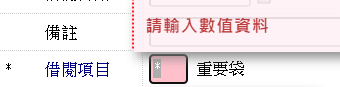 備註
請輸入數值資料
* 借閱項目 * 重要袋